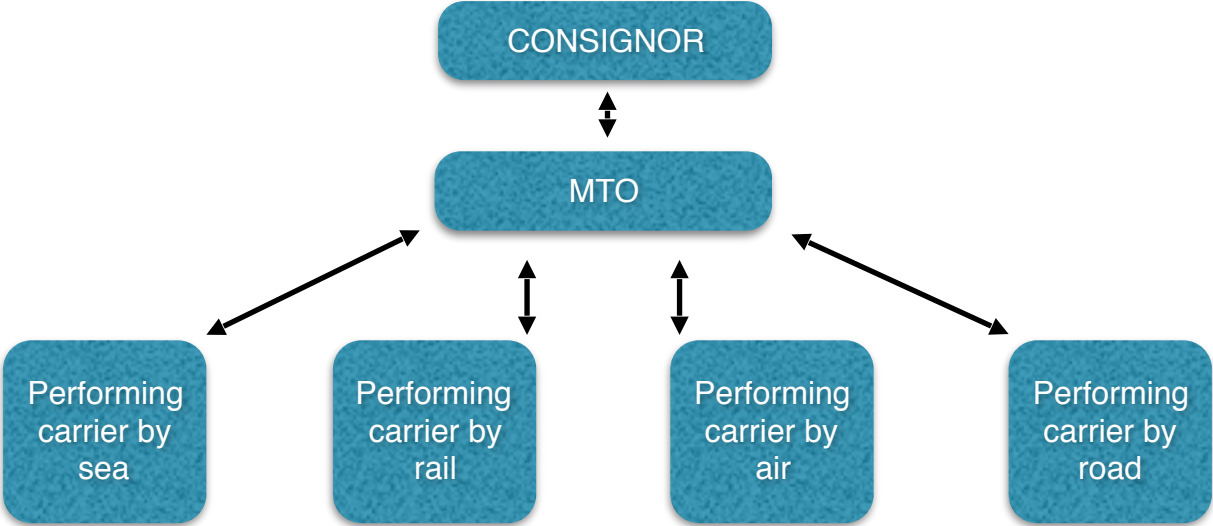 CONSIGNOR
MTO
Performing
carrier by
sea
Performing
carrier by
rail
Performing
carrier by
air
Performing
carrier by
road